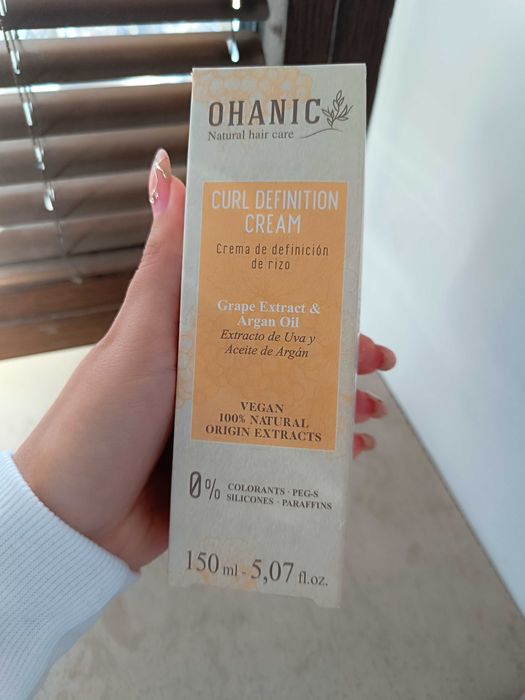 OHANIC
Natural hair care
CURL DEFINITION
CREAM
Crema de definición
de rizo
Grape Extract &
Argan Oil
Extracto de Uva y
Aceite de Argán
VEGAN
100% NATURAL
ORIGIN EXTRACTS
0% COLORANTS · PEG-S
SILICONES · PARAFFINS
150 ml - 5,07 fl.oz.